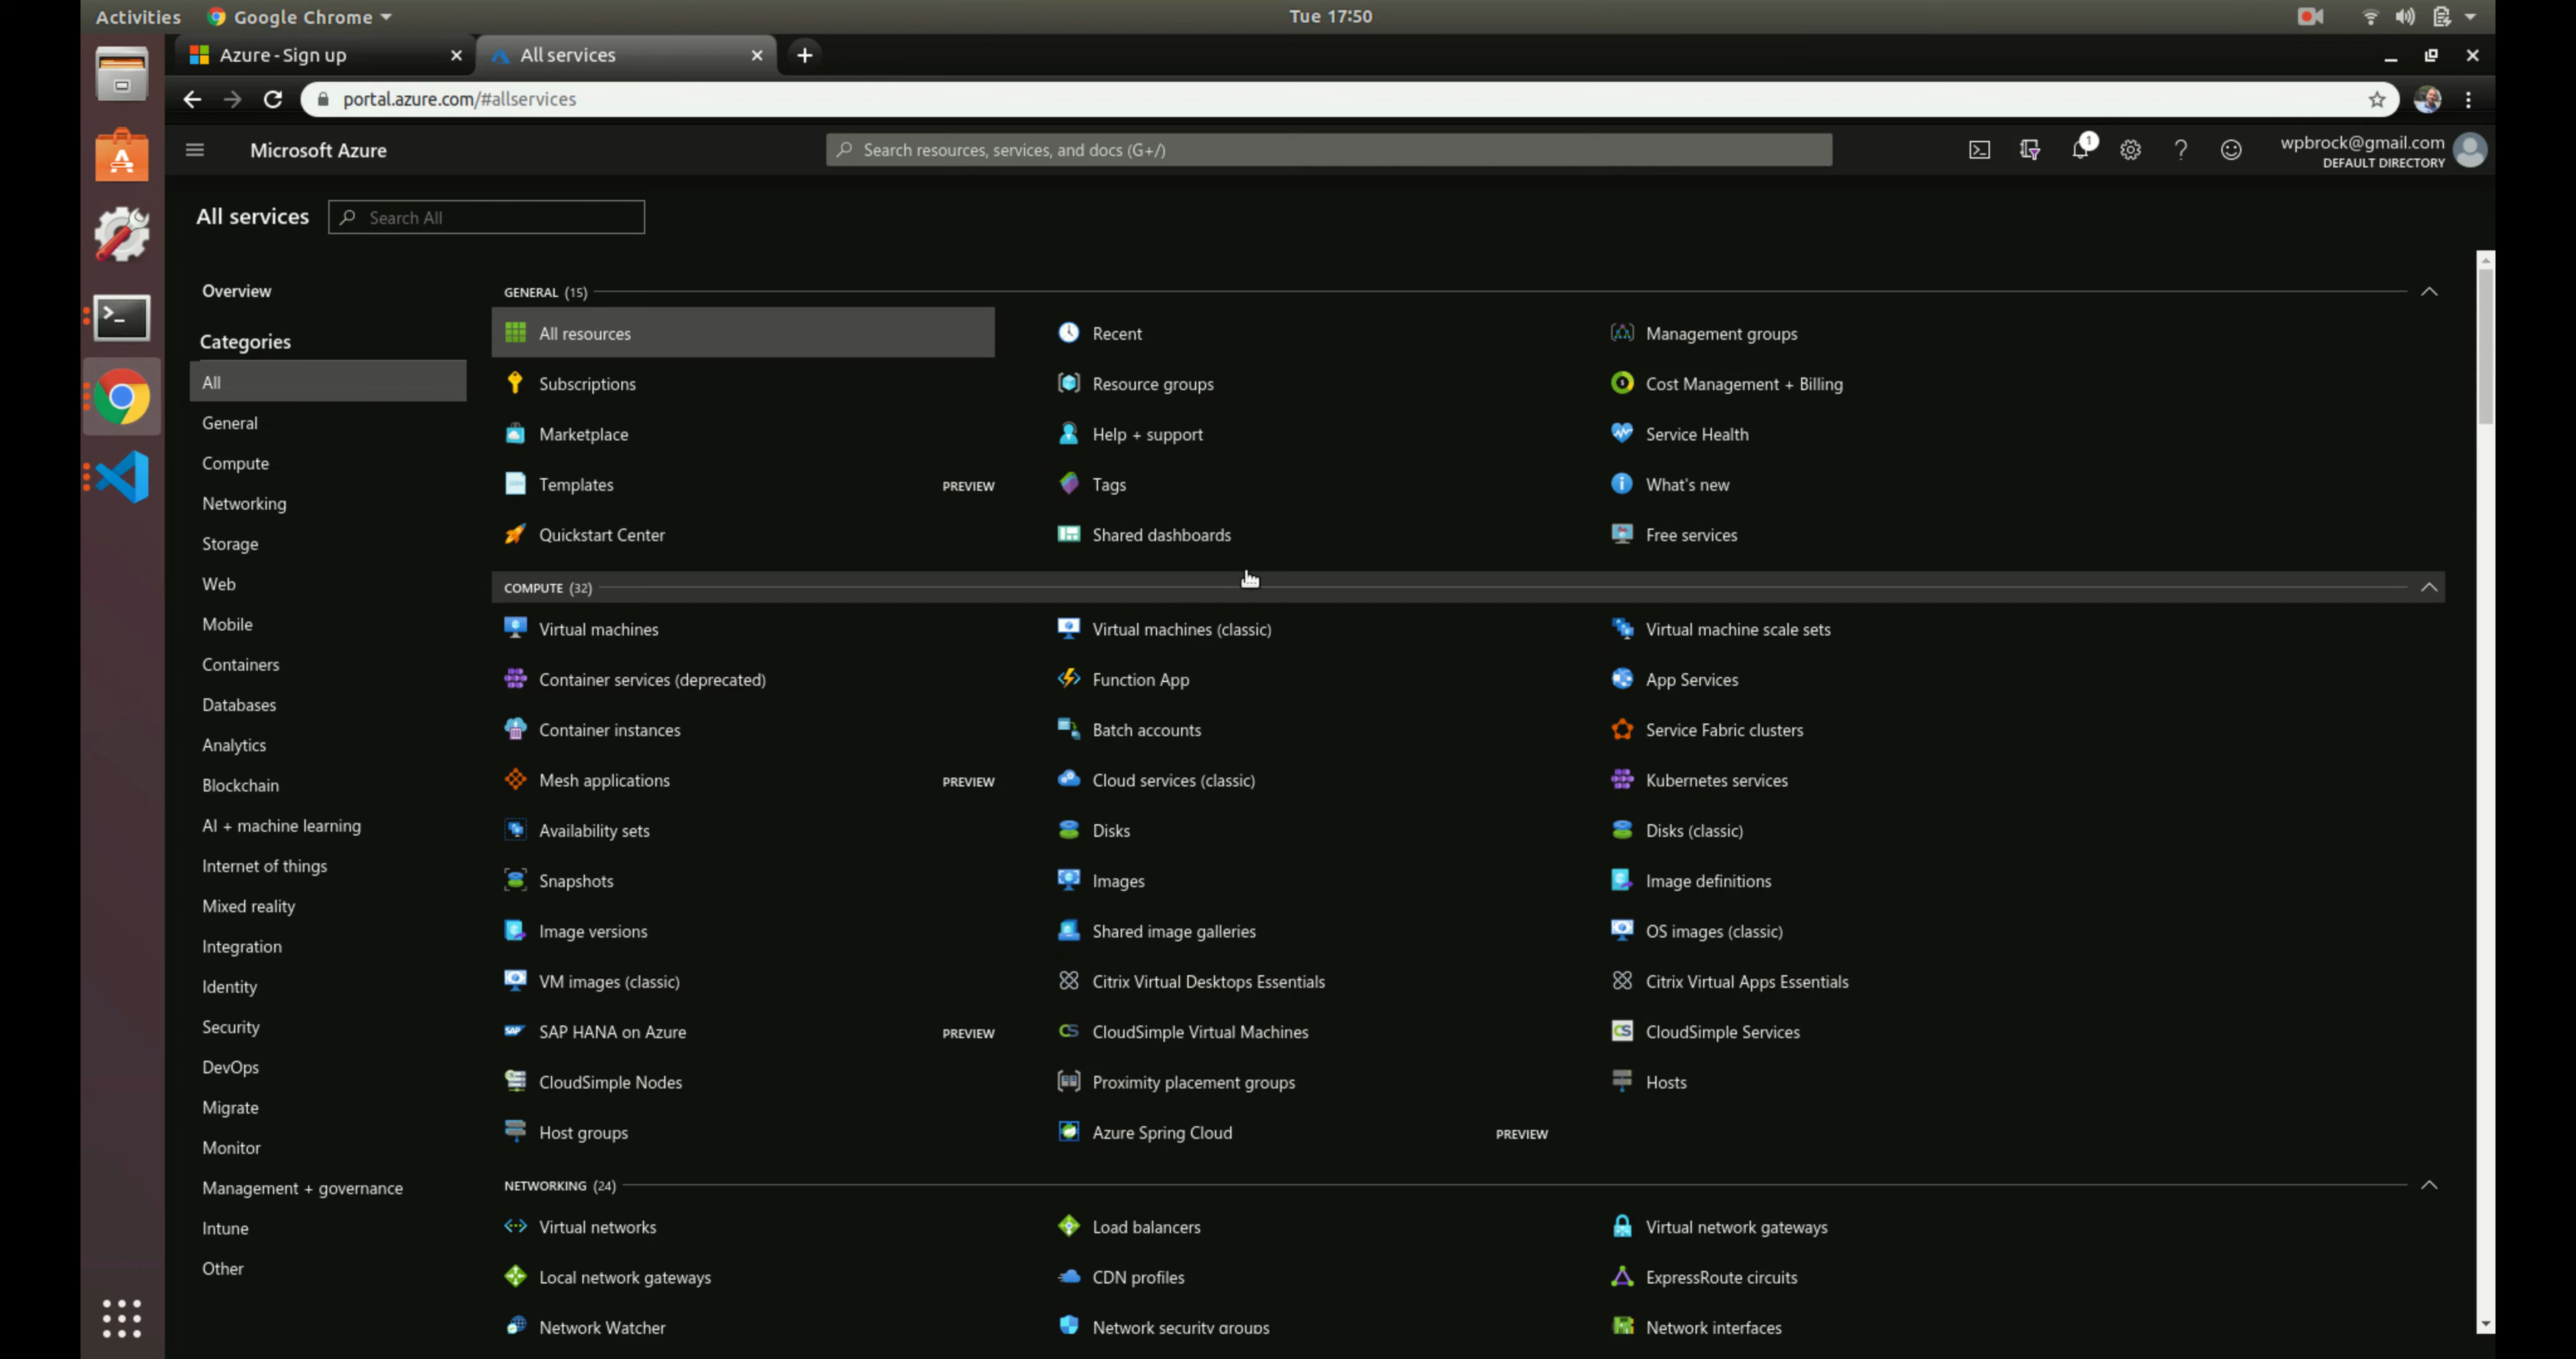 Activities Google Chrome Tue 17:50
Azure - Sign up All services
portal.azure.com/#allservices
Microsoft Azure Search resources, services, and docs (G+/) 1 wpbrock@gmail.com
DEFAULT DIRECTORY
All services Search All
Overview
Categories
All
General
Compute
Networking
Storage
Web
Mobile
Containers
Databases
Analytics
Blockchain
AI + machine learning
Internet of things
Mixed reality
Integration
Identity
Security
DevOps
Migrate
Monitor
Management + governance
Intune
Other
GENERAL (15)
All resources Recent Management groups
Subscriptions Resource groups Cost Management + Billing
Marketplace Help + support Service Health
Templates PREVIEW Tags What's new
Quickstart Center Shared dashboards Free services
COMPUTE (32)
Virtual machines Virtual machines (classic) Virtual machine scale sets
Container services (deprecated) Function App App Services
Container instances Batch accounts Service Fabric clusters
Mesh applications PREVIEW Cloud services (classic) Kubernetes services
Availability sets Disks Disks (classic)
Snapshots Images Image definitions
Image versions Shared image galleries OS images (classic)
VM images (classic) Citrix Virtual Desktops Essentials Citrix Virtual Apps Essentials
SAP HANA on Azure PREVIEW CloudSimple Virtual Machines CloudSimple Services
CloudSimple Nodes Proximity placement groups Hosts
Host groups Azure Spring Cloud PREVIEW
NETWORKING (24)
Virtual networks Load balancers Virtual network gateways
Local network gateways CDN profiles ExpressRoute circuits
Network Watcher Network security groups Network interfaces